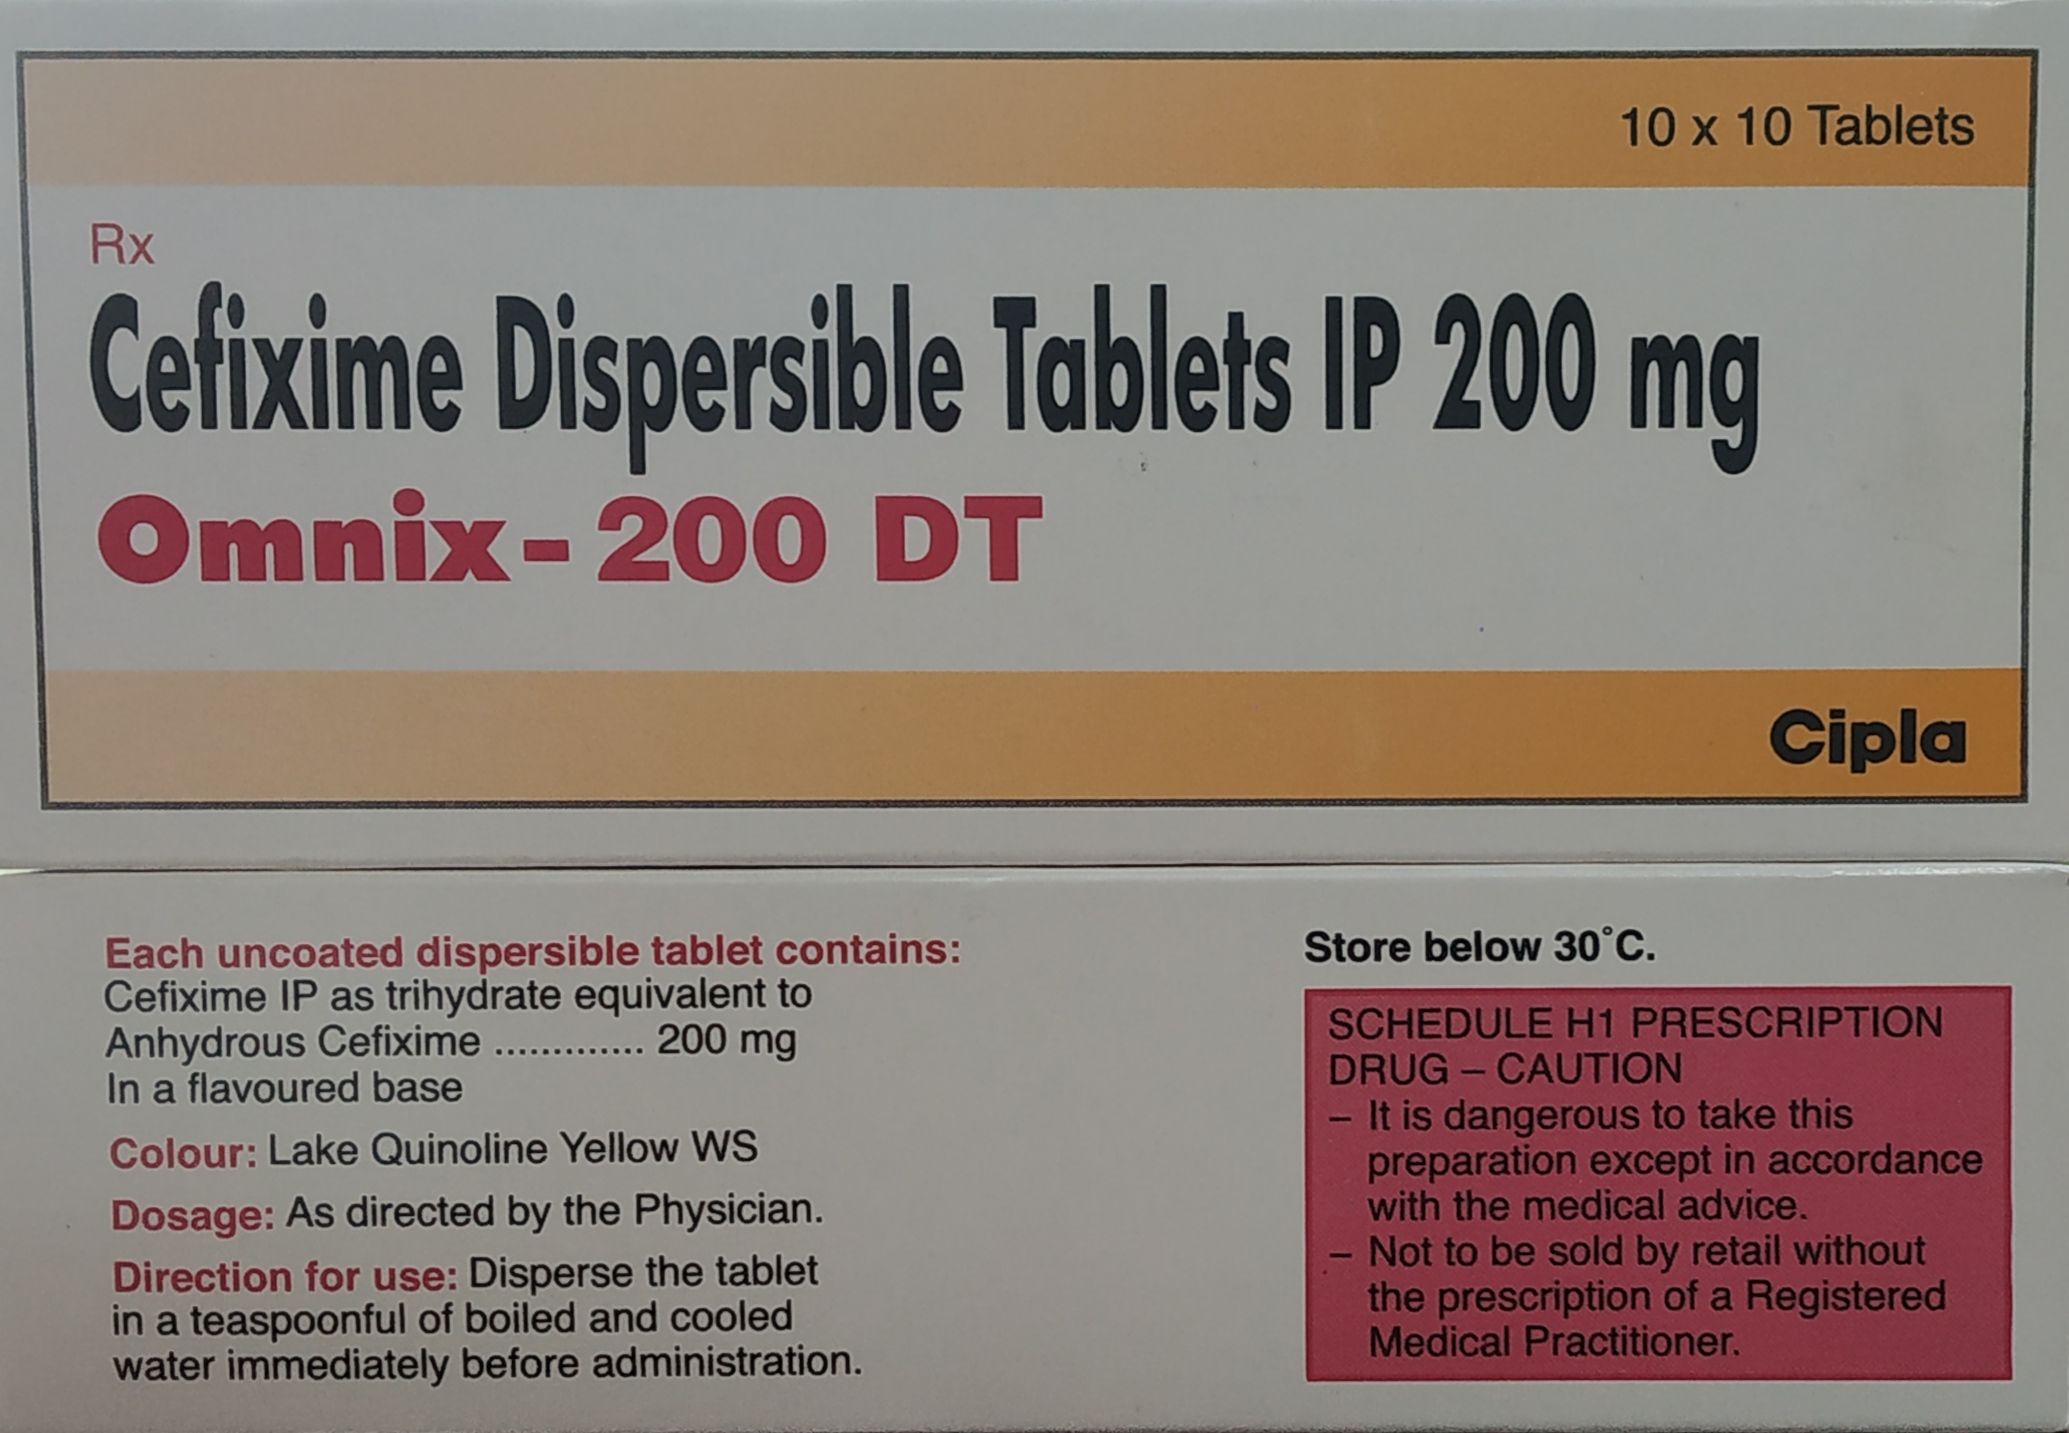 10 x 10 Tablets
Rx
Cefixime Dispersible Tablets IP 200 mg
Omnix-200 DT
Cipla
Each uncoated dispersible tablet contains:
Cefixime IP as trihydrate equivalent to
Anhydrous Cefixime ............. 200 mg
In a flavoured base
Colour: Lake Quinoline Yellow WS
Dosage: As directed by the Physician.
Direction for use: Disperse the tablet
in a teaspoonful of boiled and cooled
water immediately before administration.
Store below 30°C.
SCHEDULE H1 PRESCRIPTION
DRUG – CAUTION
– It is dangerous to take this
preparation except in accordance
with the medical advice.
– Not to be sold by retail without
the prescription of a Registered
Medical Practitioner.